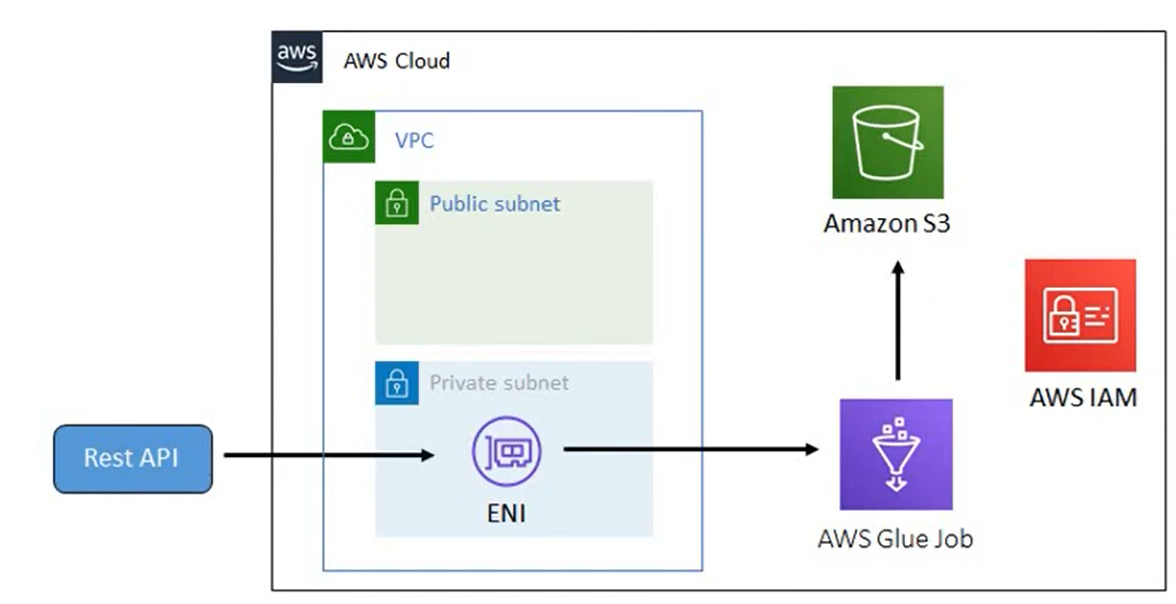 aws
AWS Cloud
VPC
Public subnet
Amazon S3
AWS IAM
Private subnet
Rest API
ENI
AWS Glue Job